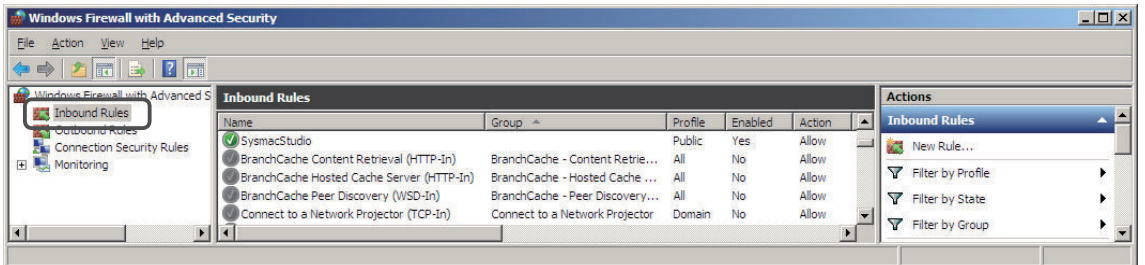 Windows Firewall with Advanced Security
File Action View Help
Windows Firewall with Advanced S
Inbound Rules
Outbound Rules
Connection Security Rules
Monitoring
Inbound Rules
Name Group Profile Enabled Action
SysmacStudio Public Yes Allow
BranchCache Content Retrieval (HTTP-In) BranchCache - Content Retrie... All No Allow
BranchCache Hosted Cache Server (HTTP-In) BranchCache - Hosted Cache ... All No Allow
BranchCache Peer Discovery (WSD-In) BranchCache - Peer Discovery... All No Allow
Connect to a Network Projector (TCP-In) Connect to a Network Projector Domain No Allow
Actions
Inbound Rules
New Rule...
Filter by Profile
Filter by State
Filter by Group